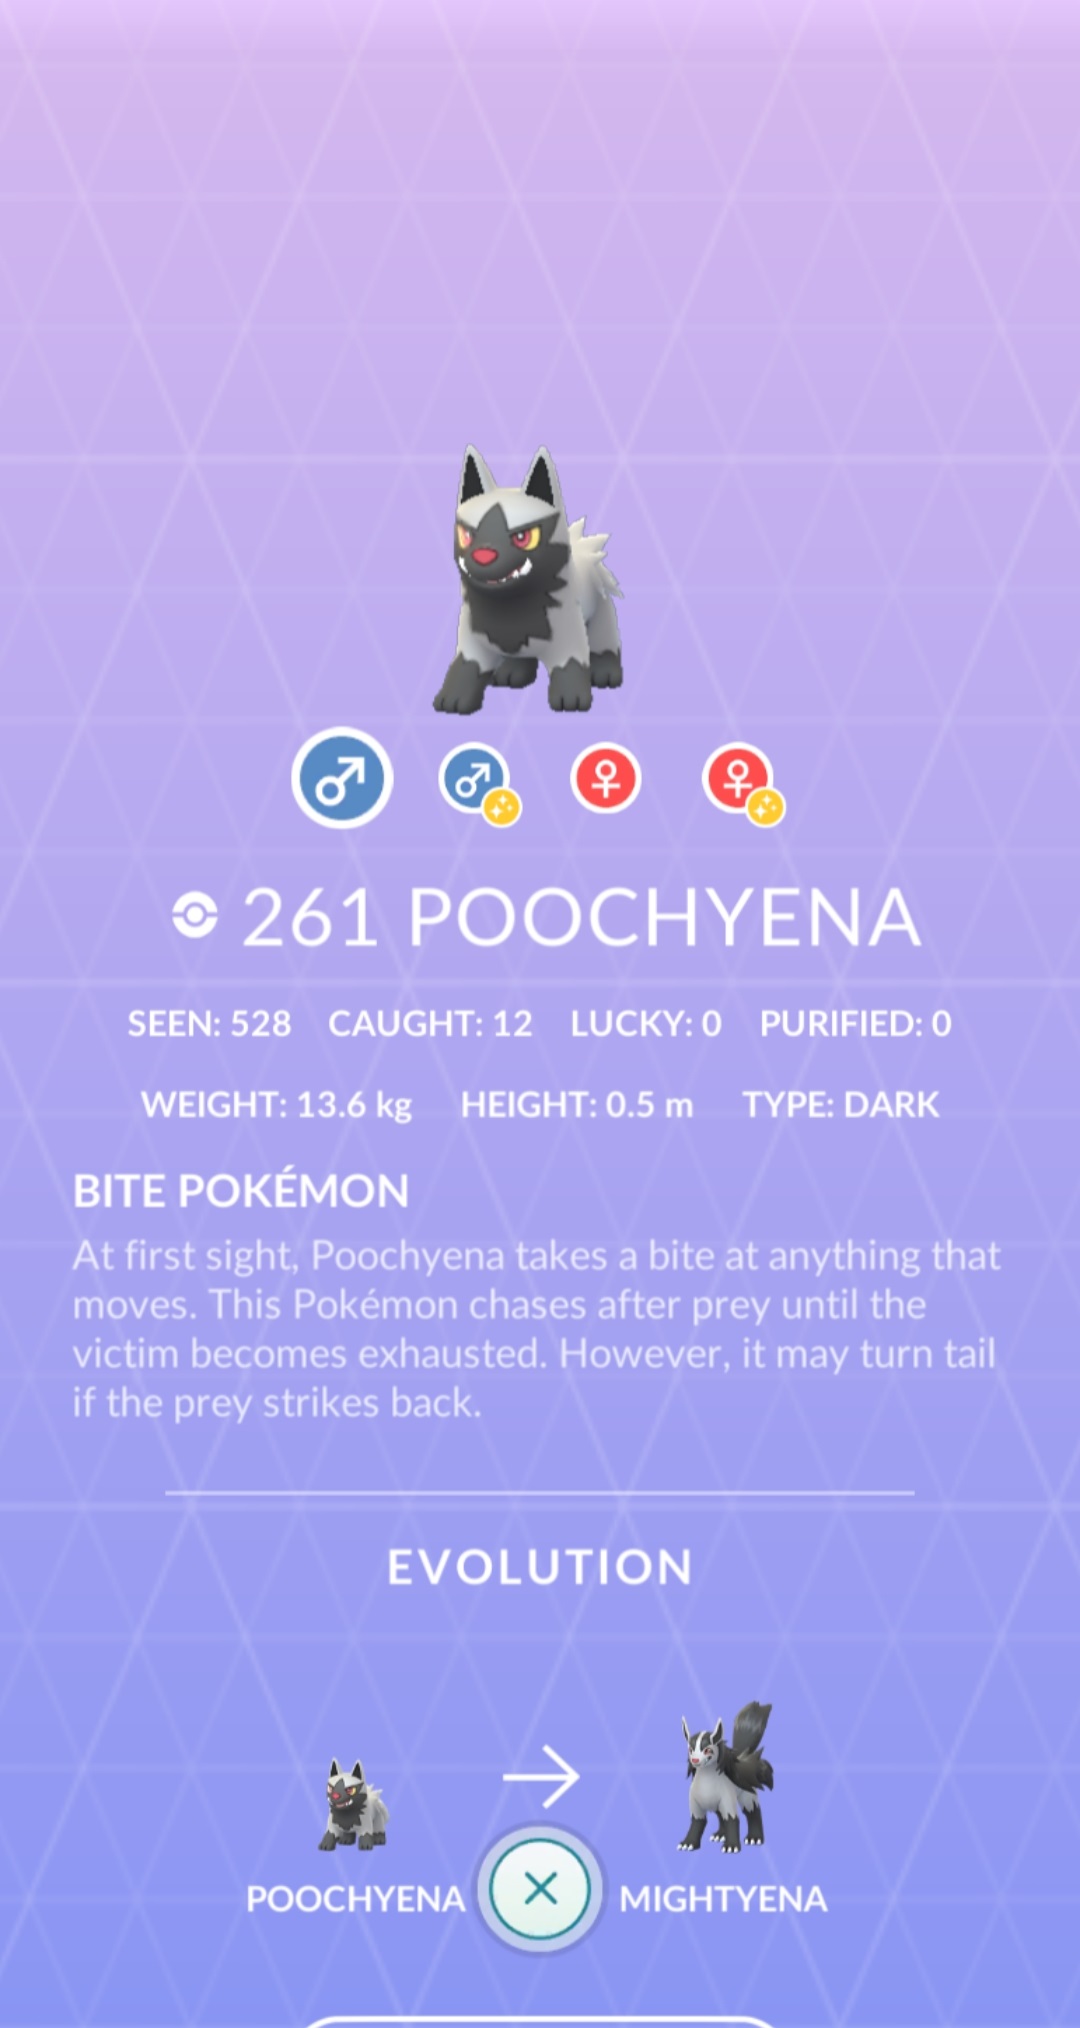 261 POOCHYENA
SEEN: 528 CAUGHT: 12 LUCKY: 0 PURIFIED: 0
WEIGHT: 13.6 kg HEIGHT: 0.5 m TYPE: DARK
BITE POKÉMON
At first sight, Poochyena takes a bite at anything that
moves. This Pokémon chases after prey until the
victim becomes exhausted. However, it may turn tail
if the prey strikes back.
EVOLUTION
POOCHYENA MIGHTYENA